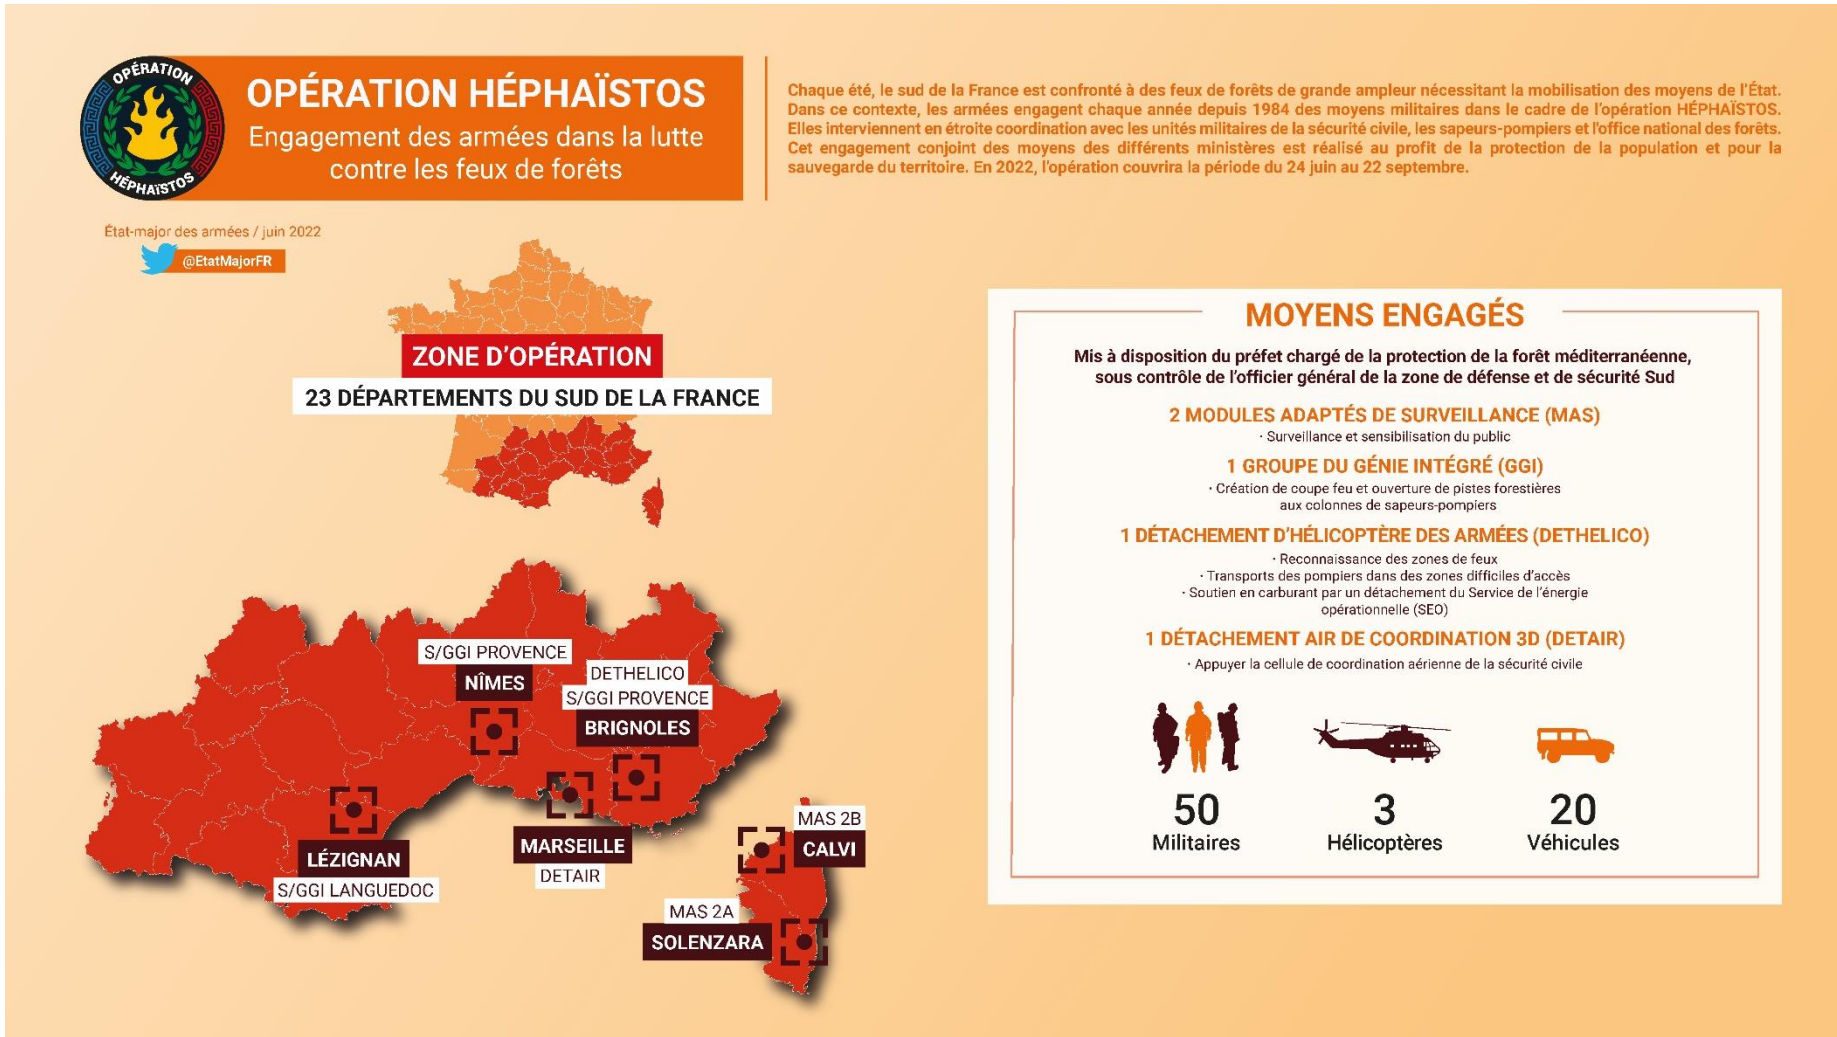 OPÉRATION
HÉPHAÏSTOS
OPÉRATION HÉPHAÏSTOS
Engagement des armées dans la lutte
contre les feux de forêts
Chaque été, le sud de la France est confronté à des feux de forêts de grande ampleur nécessitant la mobilisation des moyens de l'État.
Dans ce contexte, les armées engagent chaque année depuis 1984 des moyens militaires dans le cadre de l'opération HÉPHAÏSTOS.
Elles interviennent en étroite coordination avec les unités militaires de la sécurité civile, les sapeurs-pompiers et l'office national des forêts.
Cet engagement conjoint des moyens des différents ministères est réalisé au profit de la protection de la population et pour la
sauvegarde du territoire. En 2022, l'opération couvrira la période du 24 juin au 22 septembre.
État-major des armées / juin 2022
@EtatMajorFR
ZONE D'OPÉRATION
23 DÉPARTEMENTS DU SUD DE LA FRANCE
S/GGI PROVENCE
NÎMES
DETHELICO
S/GGI PROVENCE
BRIGNOLES
LÉZIGNAN
S/GGI LANGUEDOC
MARSEILLE
DETAIR
MAS 2B
CALVI
MAS 2A
SOLENZARA
MOYENS ENGAGÉS
Mis à disposition du préfet chargé de la protection de la forêt méditerranéenne,
sous contrôle de l'officier général de la zone de défense et de sécurité Sud
2 MODULES ADAPTÉS DE SURVEILLANCE (MAS)
· Surveillance et sensibilisation du public
1 GROUPE DU GÉNIE INTÉGRÉ (GGI)
· Création de coupe feu et ouverture de pistes forestières
aux colonnes de sapeurs-pompiers
1 DÉTACHEMENT D'HÉLICOPTÈRE DES ARMÉES (DETHELICO)
· Reconnaissance des zones de feux
· Transports des pompiers dans des zones difficiles d'accès
· Soutien en carburant par un détachement du Service de l'énergie
opérationnelle (SEO)
1 DÉTACHEMENT AIR DE COORDINATION 3D (DETAIR)
· Appuyer la cellule de coordination aérienne de la sécurité civile
50
Militaires
3
Hélicoptères
20
Véhicules